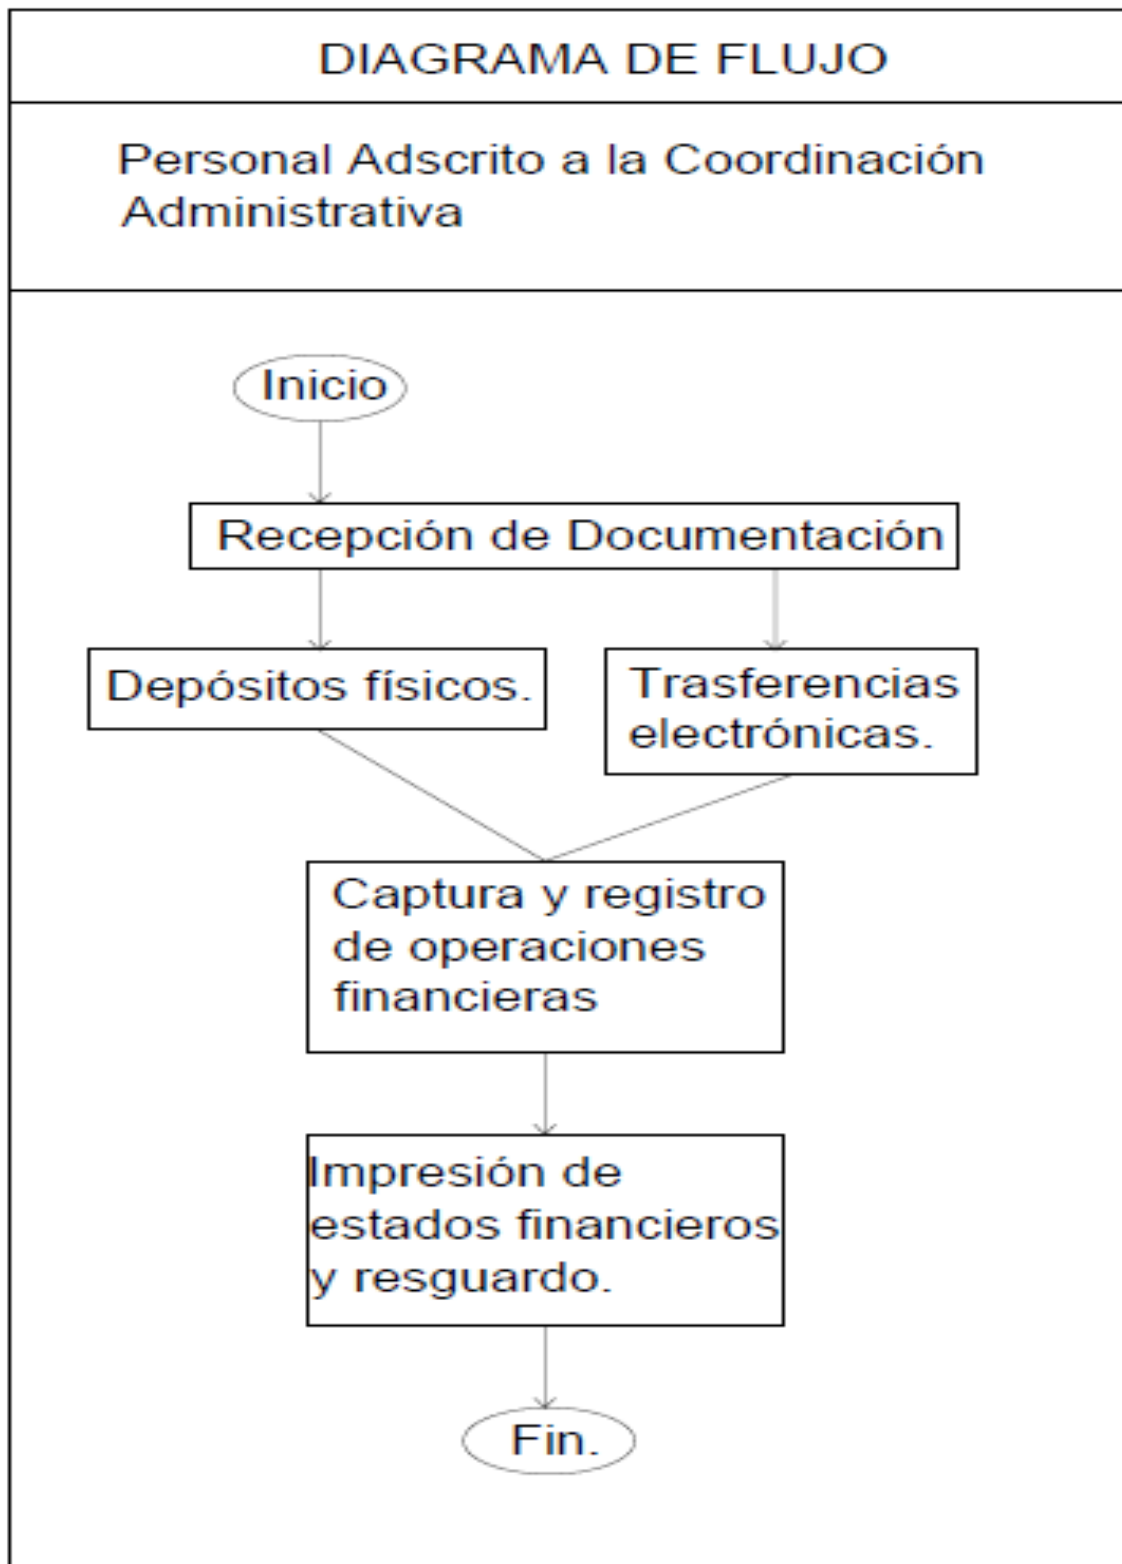 DIAGRAMA DE FLUJO
Personal Adscrito a la Coordinación
Administrativa
Inicio
Recepción de Documentación
Depósitos físicos.
Trasferencias
electrónicas.
Captura y registro
de operaciones
financieras
Impresión de
estados financieros
y resguardo.
Fin.